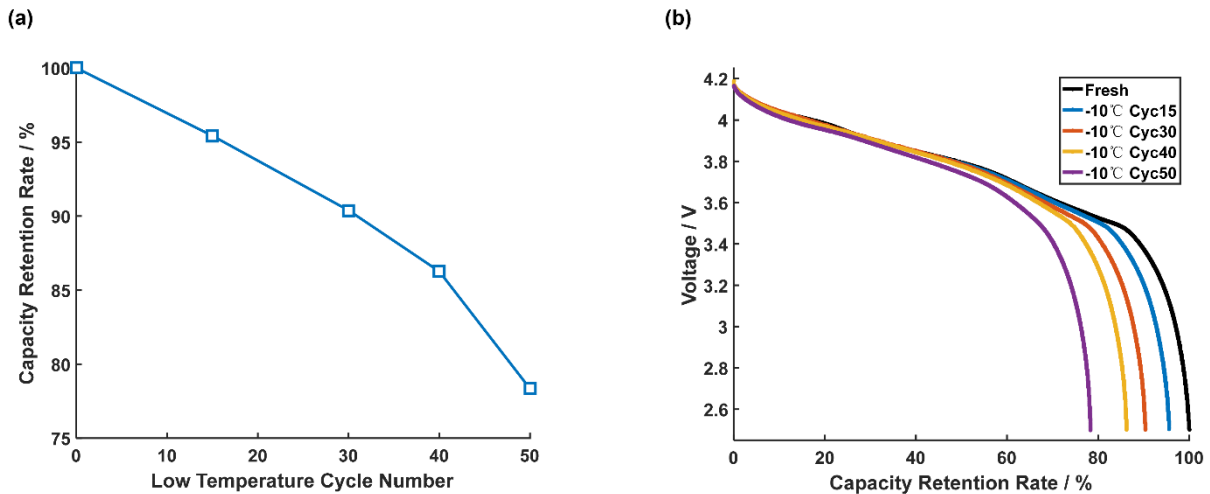 (a)
100
95
90
85
80
75
Capacity Retention Rate / %
0
10
20
30
40
50
Low Temperature Cycle Number
(b)
4.2
4
3.8
3.6
3.4
3.2
3
2.8
2.6
Voltage / V
Fresh
-10℃ Cyc15
-10℃ Cyc30
-10℃ Cyc40
-10℃ Cyc50
0
20
40
60
80
100
Capacity Retention Rate / %